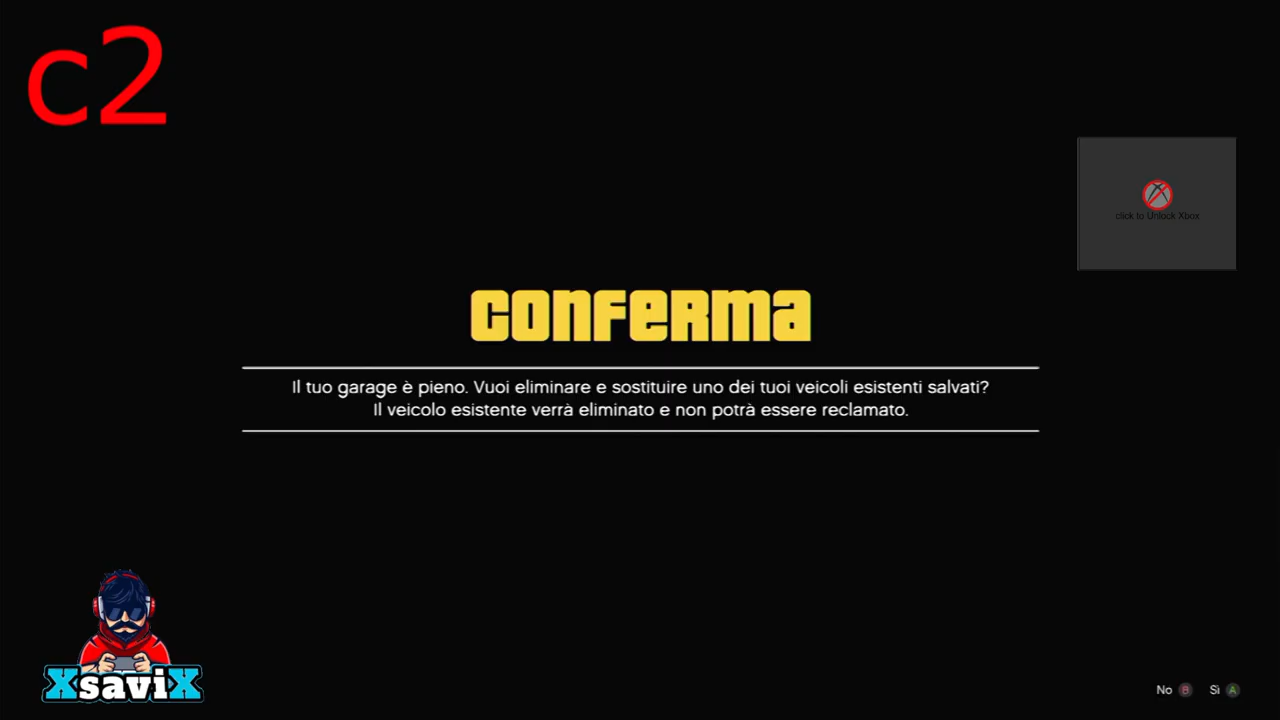 c2
click to Unlock Xbox
conferma
Il tuo garage è pieno. Vuoi eliminare e sostituire uno dei tuoi veicoli esistenti salvati?
Il veicolo esistente verrà eliminato e non potrà essere reclamato.
XsaviX
No B Sì A